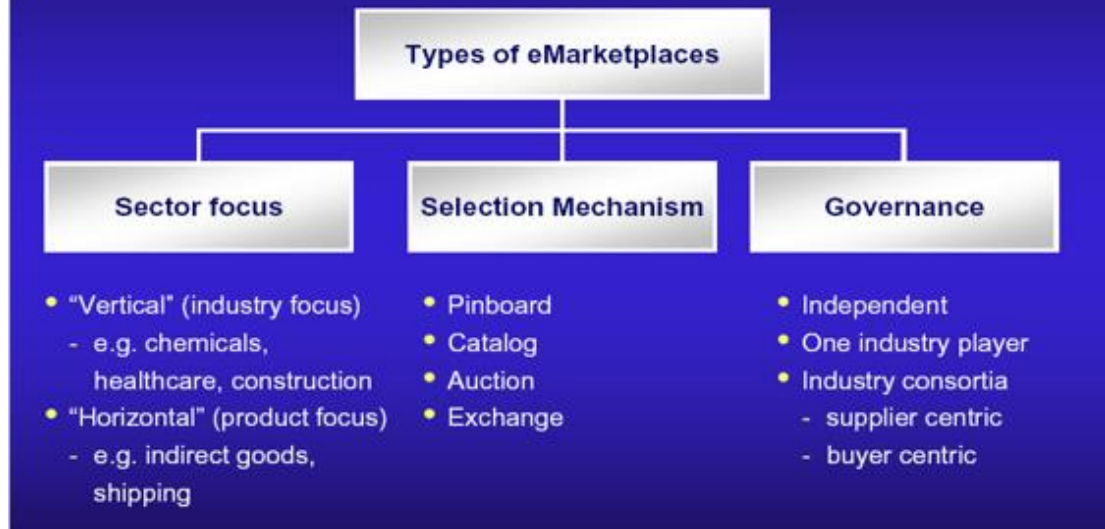 Types of eMarketplaces
Sector focus
Selection Mechanism
Governance
• “Vertical” (industry focus)
- e.g. chemicals,
healthcare, construction
• “Horizontal” (product focus)
- e.g. indirect goods,
shipping
• Pinboard
• Catalog
• Auction
• Exchange
• Independent
• One industry player
• Industry consortia
- supplier centric
- buyer centric